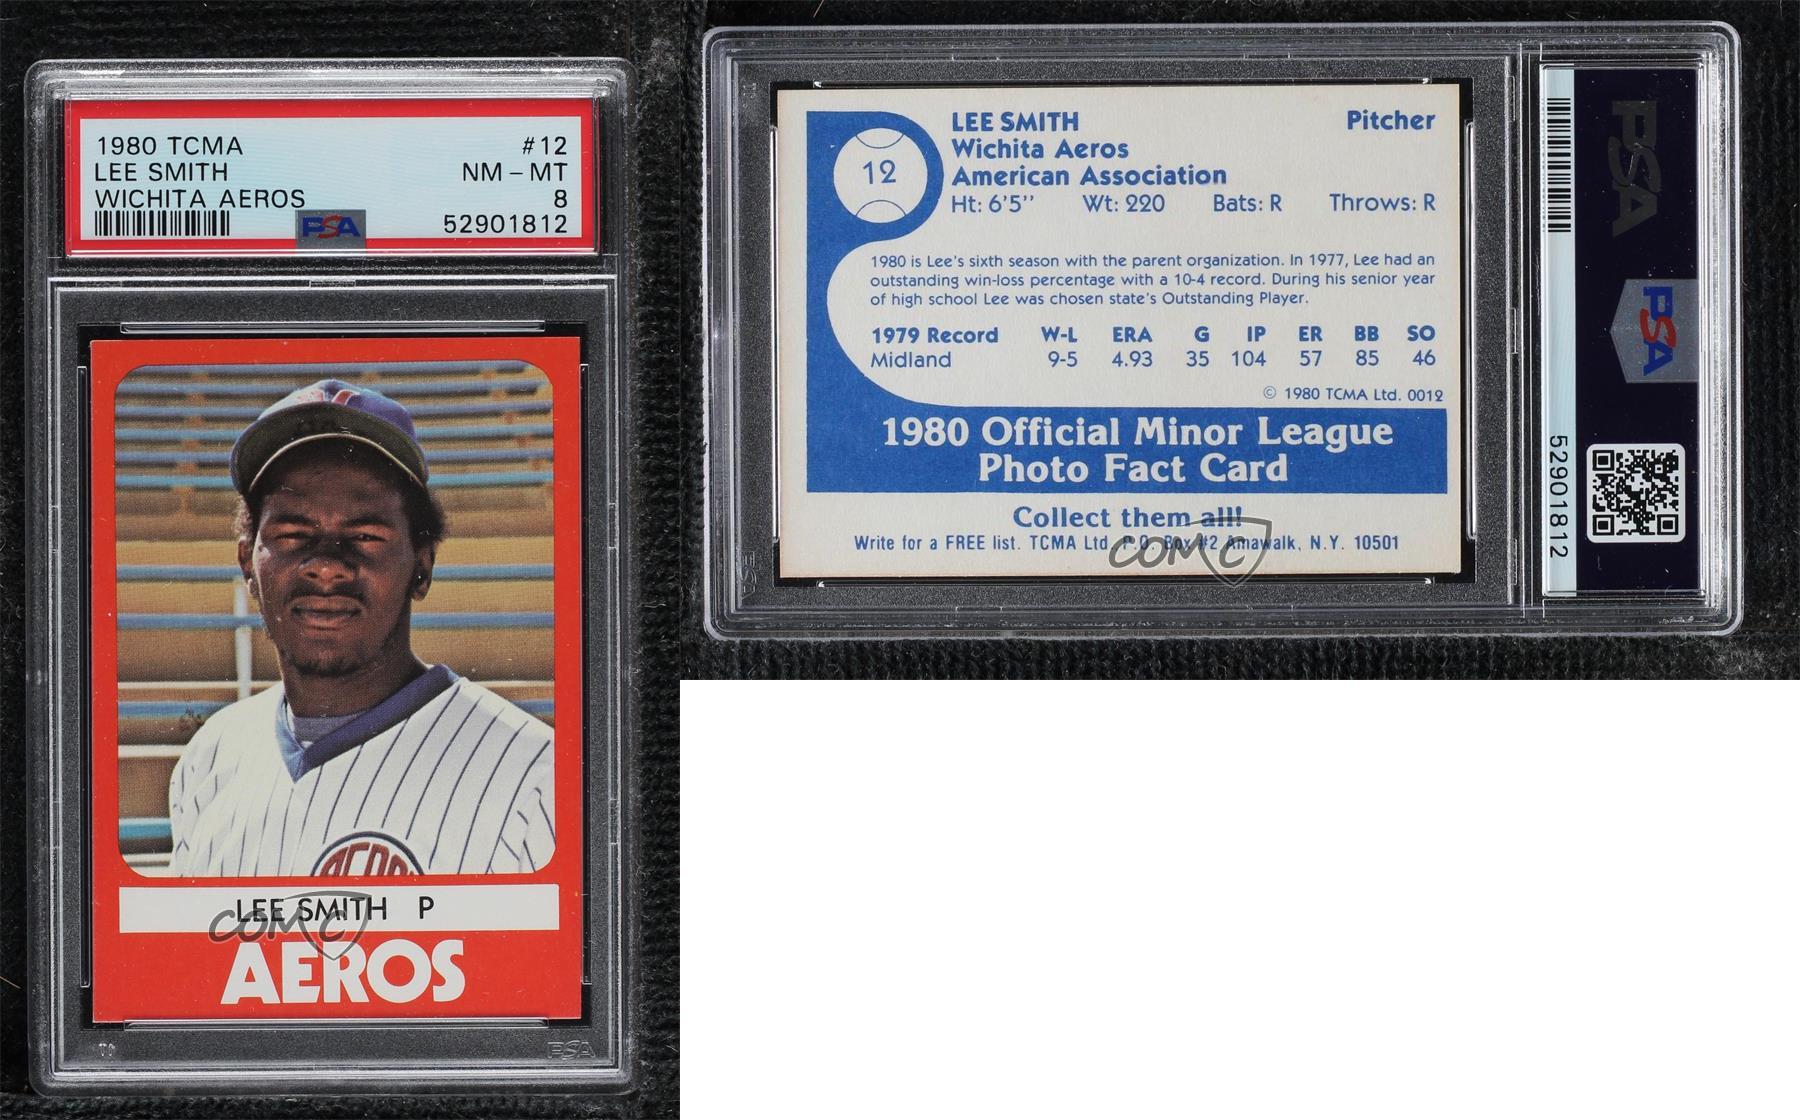 1980 TCMA #12
LEE SMITH NM - MT
WICHITA AEROS 8
PSA 52901812
LEE SMITH P
COMC
AEROS
PSA
12
LEE SMITH Pitcher
Wichita Aeros
American Association
Ht: 6'5'' Wt: 220 Bats: R Throws: R
1980 is Lee's sixth season with the parent organization. In 1977, Lee had an
outstanding win-loss percentage with a 10-4 record. During his senior year
of high school Lee was chosen state's Outstanding Player.
1979 Record W-L ERA G IP ER BB SO
Midland 9-5 4.93 35 104 57 85 46
© 1980 TCMA Ltd. 0012
1980 Official Minor League
Photo Fact Card
Collect them all!
Write for a FREE list. TCMA Ltd. P.O. Box #2 Amawalk, N.Y. 10501
COMC
PSA
PSA
52901812